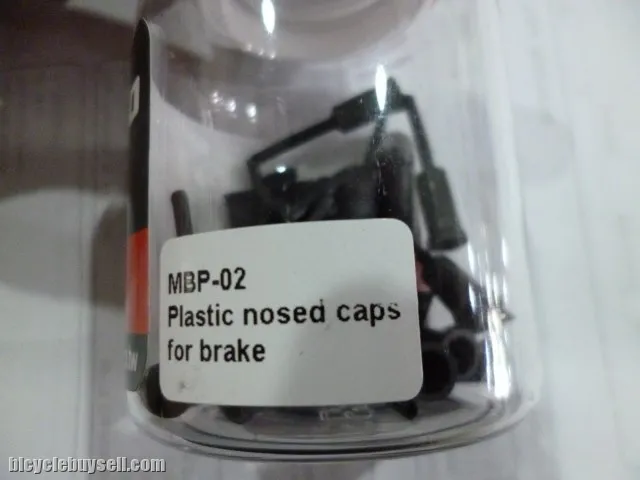 MBP-02
Plastic nosed caps
for brake
bicyclebuysell.com